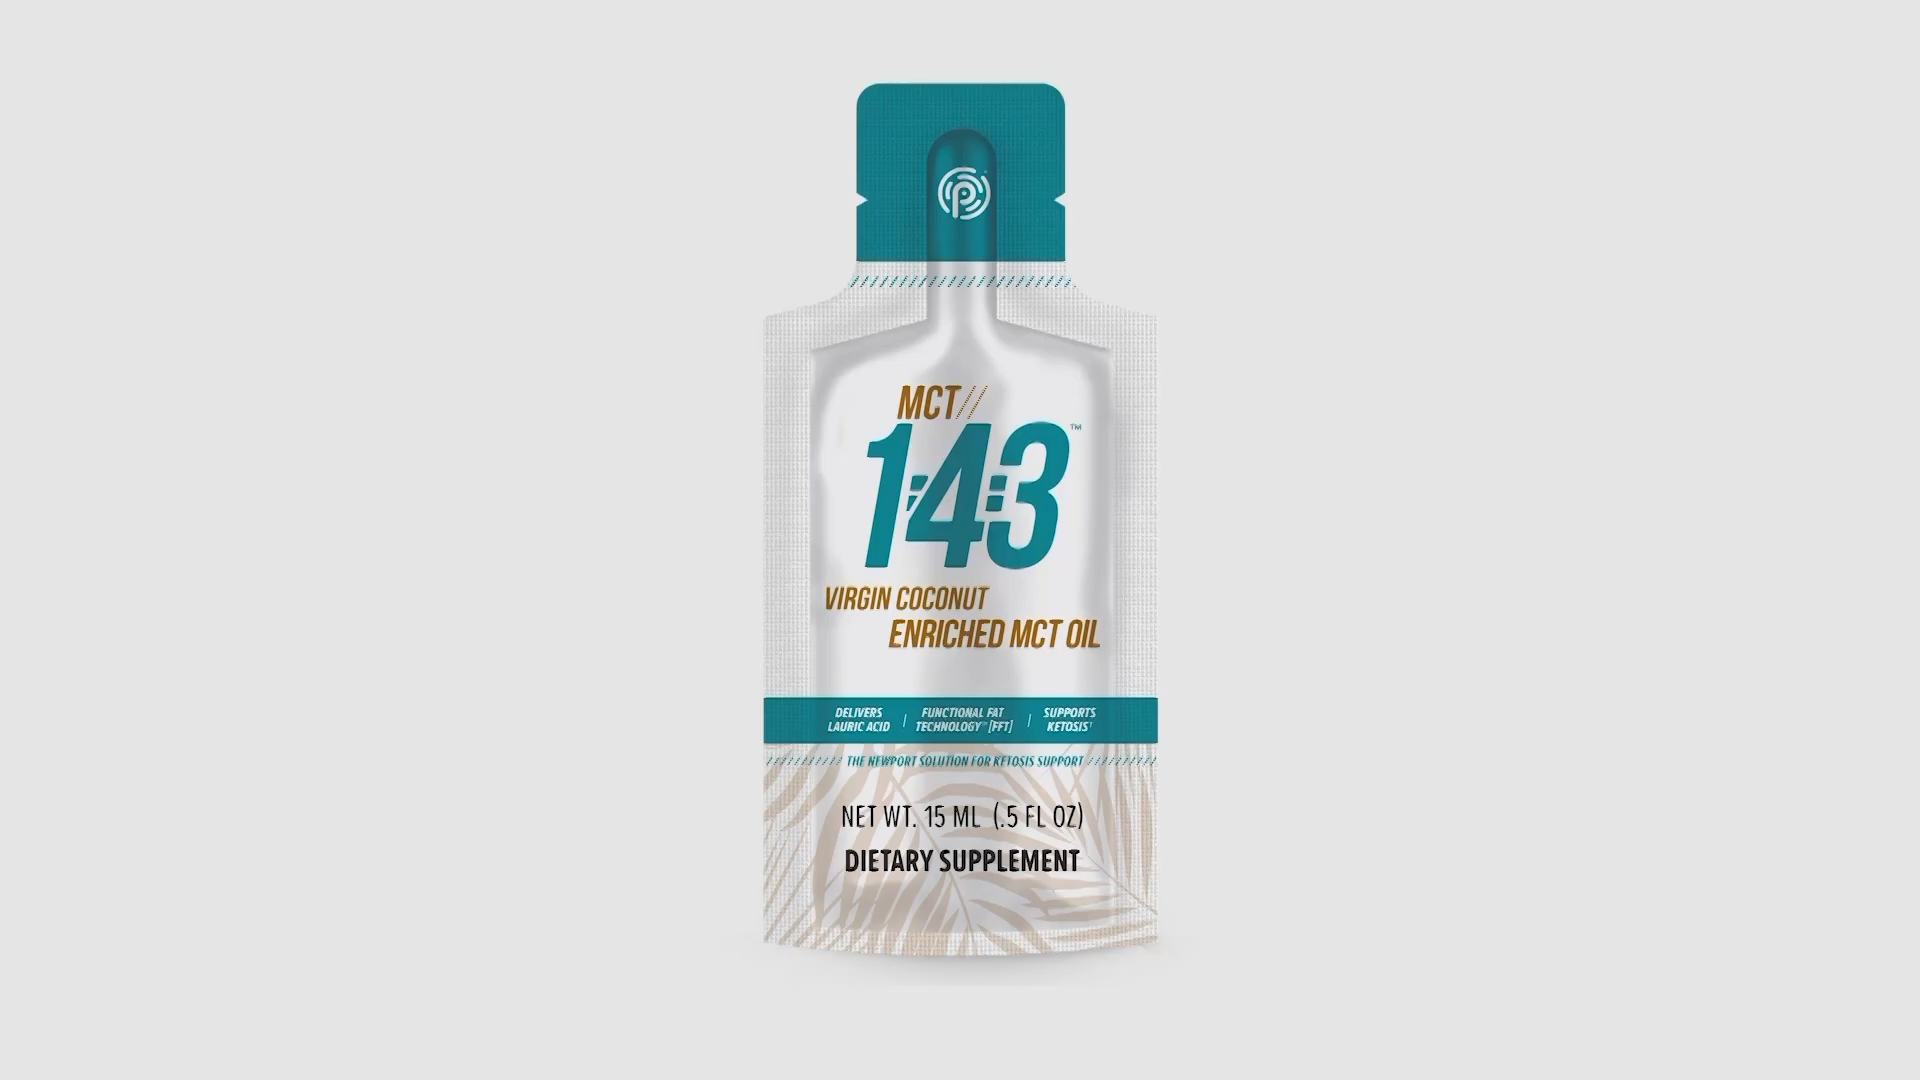 MCT//
1:4:3™
VIRGIN COCONUT
ENRICHED MCT OIL
DELIVERS
LAURIC ACID
FUNCTIONAL FAT
TECHNOLOGY™ [FFT]
SUPPORTS
KETOSIS†
THE NEWPORT SOLUTION FOR KETOSIS SUPPORT
NET WT. 15 ML (.5 FL OZ)
DIETARY SUPPLEMENT